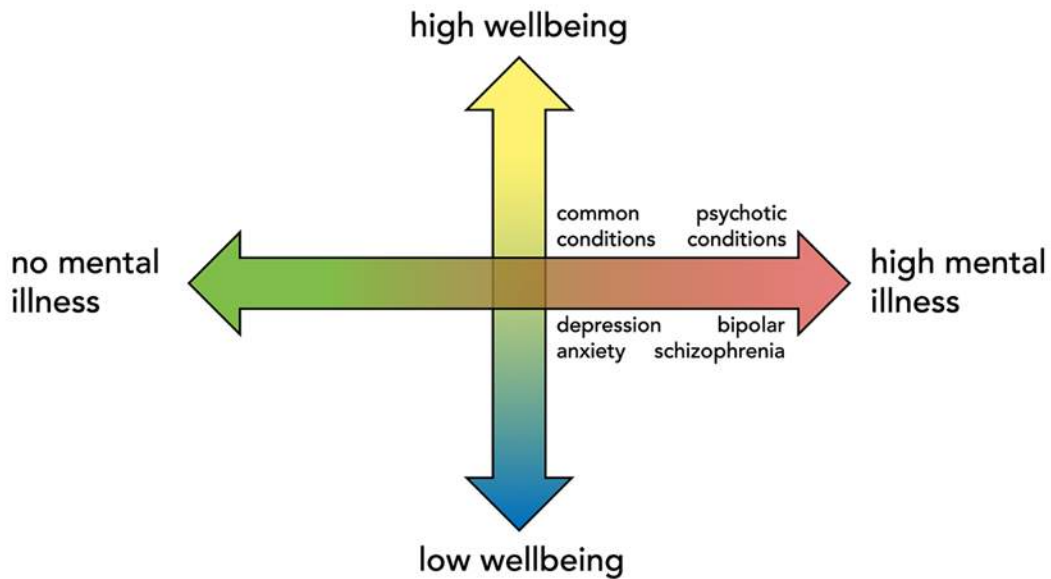 high wellbeing
common psychotic
conditions conditions
no mental
illness
high mental
illness
depression bipolar
anxiety schizophrenia
low wellbeing